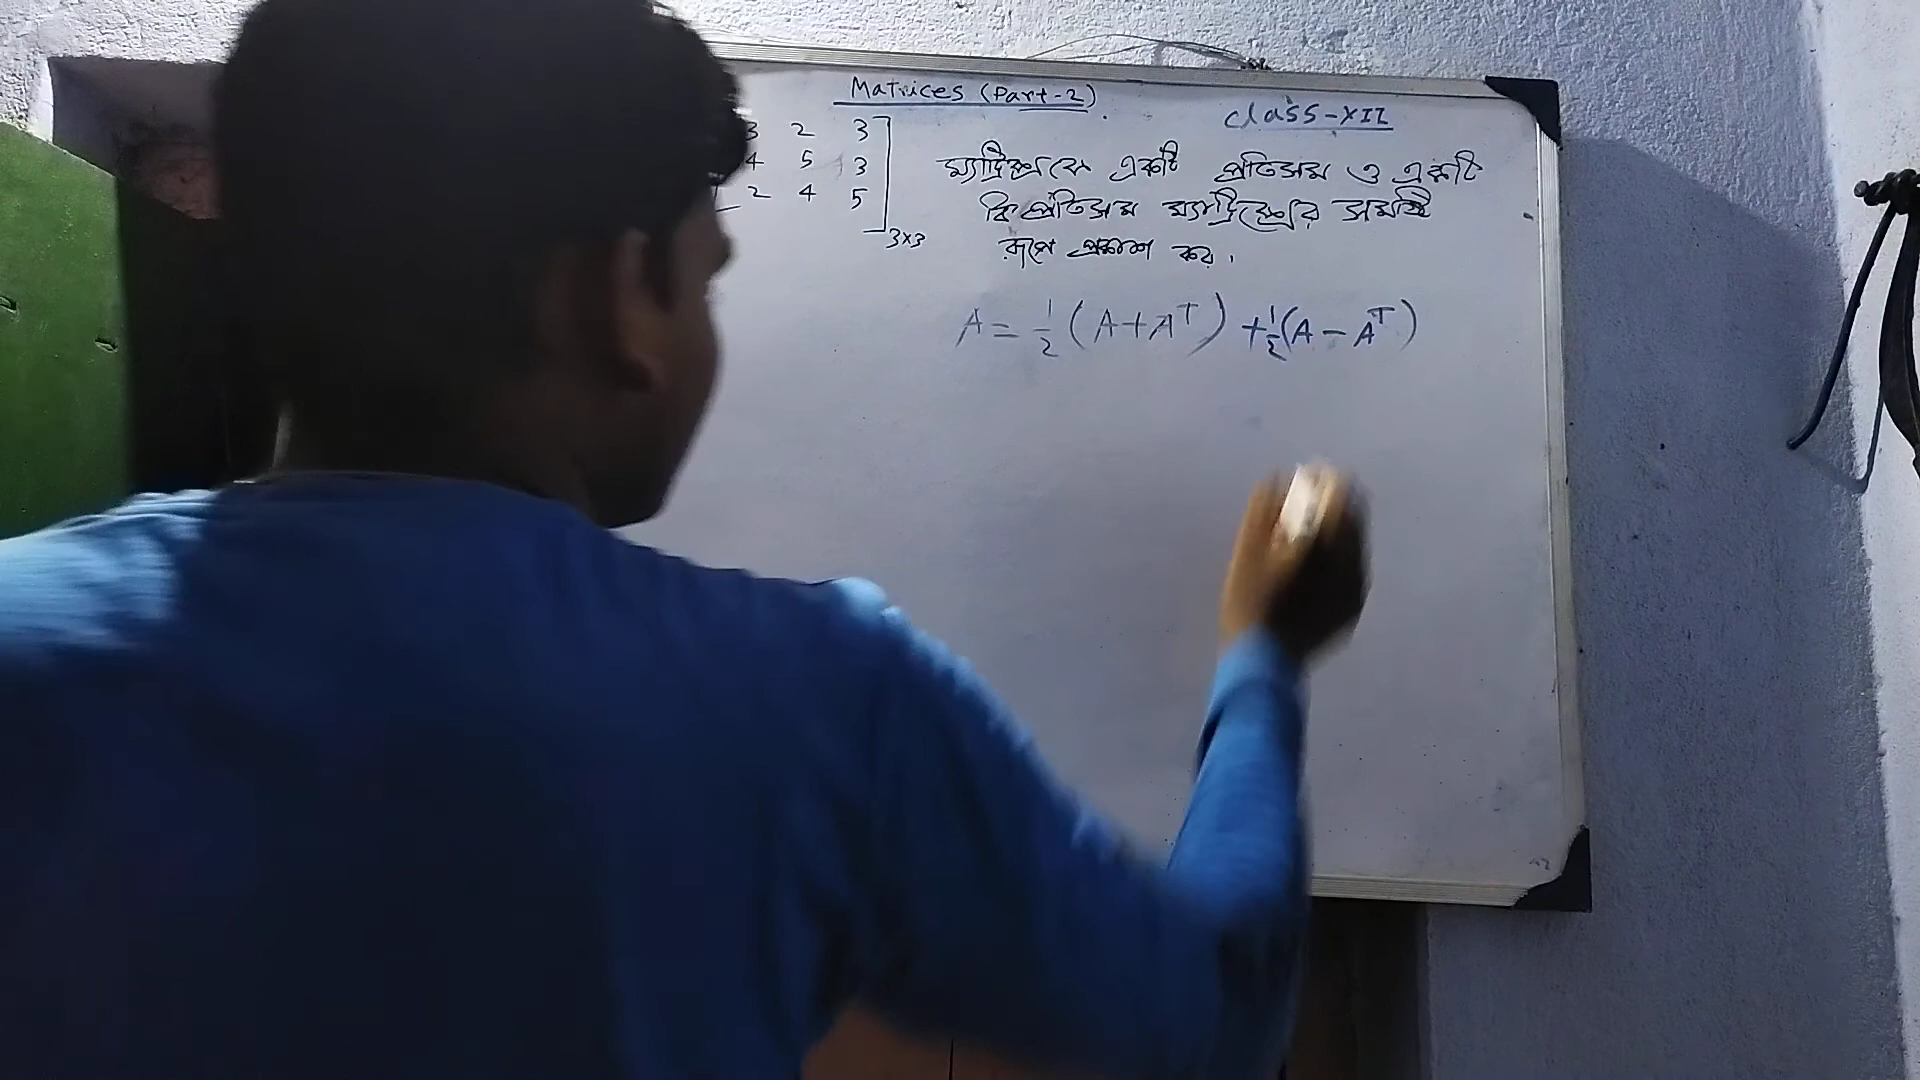 Matrices (Part-2).
class-XII
3 2 3
4 5 3
2 4 5
3×3
ম্যাট্রিক্সকে একটি প্রতিসম ও একটি
বিপ্রতিসম ম্যাট্রিক্সের সমষ্টি
রূপে প্রকাশ কর.
A = 1/2 (A+A^T) + 1/2 (A - A^T)